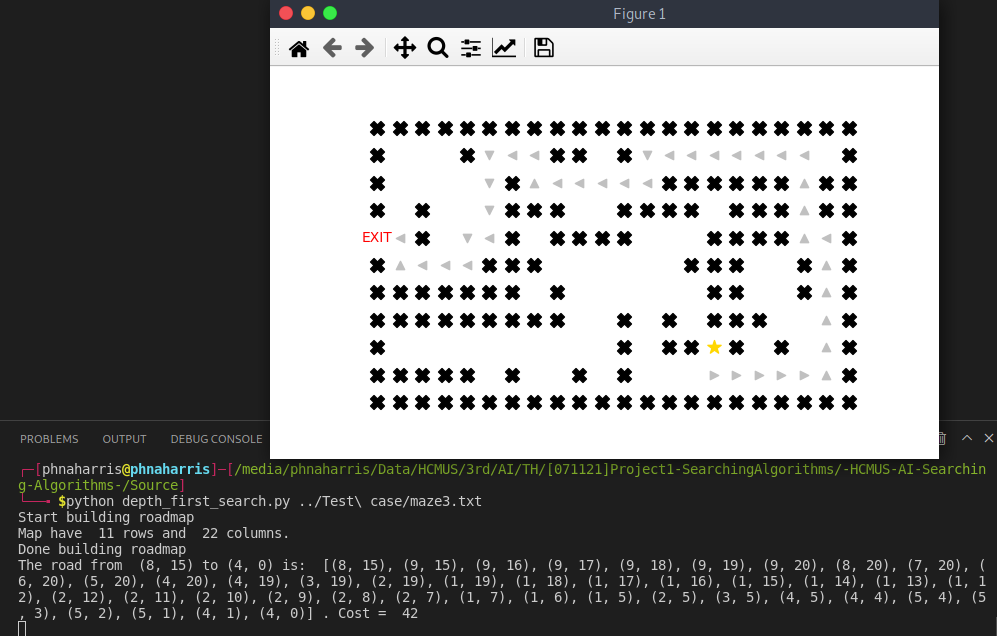 Figure 1
EXIT
PROBLEMS OUTPUT DEBUG CONSOLE
┌─[phnaharris@phnaharris]─[/media/phnaharris/Data/HCMUS/3rd/AI/TH/[071121]Project1-SearchingAlgorithms/-HCMUS-AI-Searchin
g-Algorithms-/Source]
└──╼ $python depth_first_search.py ../Test\ case/maze3.txt
Start building roadmap
Map have  11 rows and  22 columns.
Done building roadmap
The road from  (8, 15) to (4, 0) is:  [(8, 15), (9, 15), (9, 16), (9, 17), (9, 18), (9, 19), (9, 20), (8, 20), (7, 20), (
6, 20), (5, 20), (4, 20), (4, 19), (3, 19), (2, 19), (1, 19), (1, 18), (1, 17), (1, 16), (1, 15), (1, 14), (1, 13), (1, 1
2), (2, 12), (2, 11), (2, 10), (2, 9), (2, 8), (2, 7), (1, 7), (1, 6), (1, 5), (2, 5), (3, 5), (4, 5), (4, 4), (5, 4), (5
, 3), (5, 2), (5, 1), (4, 1), (4, 0)] . Cost =  42